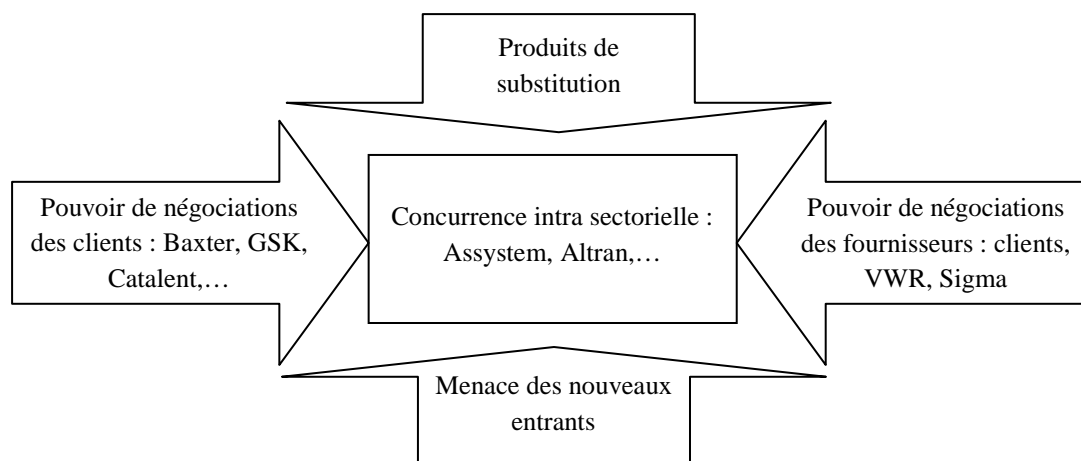 Produits de
substitution
Pouvoir de négociations
des clients : Baxter, GSK,
Catalent,…
Concurrence intra sectorielle :
Assystem, Altran,…
Pouvoir de négociations
des fournisseurs : clients,
VWR, Sigma
Menace des nouveaux
entrants